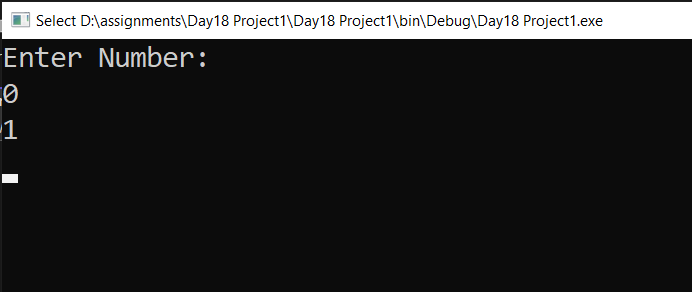 Select D:\assignments\Day18 Project1\Day18 Project1\bin\Debug\Day18 Project1.exe
Enter Number:
0
1